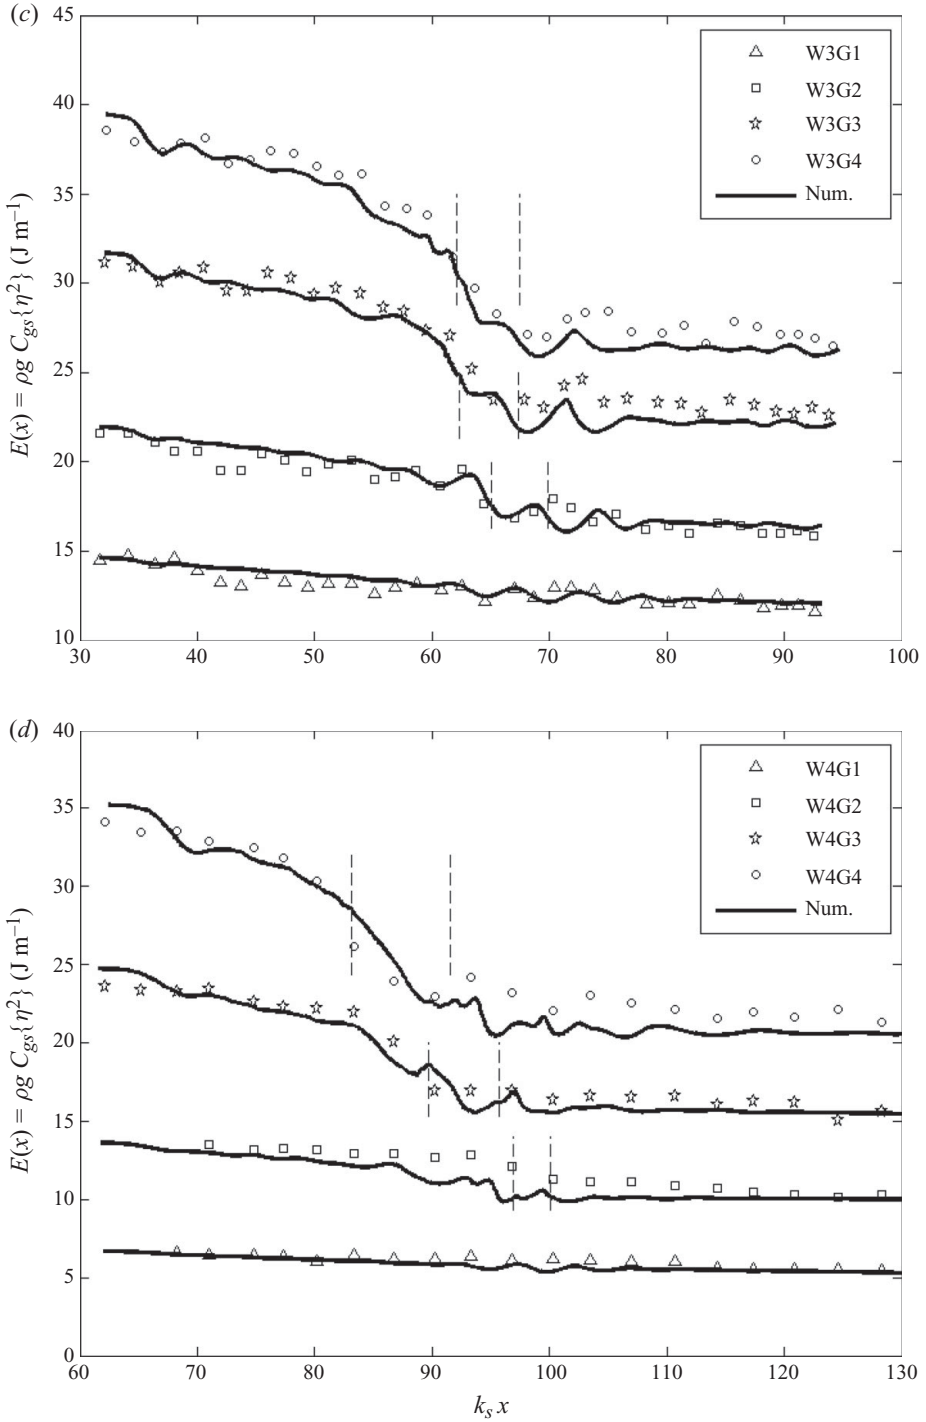 (c)
45
40
35
30
25
20
15
10
30
40
50
60
70
80
90
100
E(x) = ρg C_gs{η²} (J m⁻¹)
W3G1
W3G2
W3G3
W3G4
Num.
(d)
40
35
30
25
20
15
10
5
0
60
70
80
90
100
110
120
130
E(x) = ρg C_gs{η²} (J m⁻¹)
W4G1
W4G2
W4G3
W4G4
Num.
k_s x